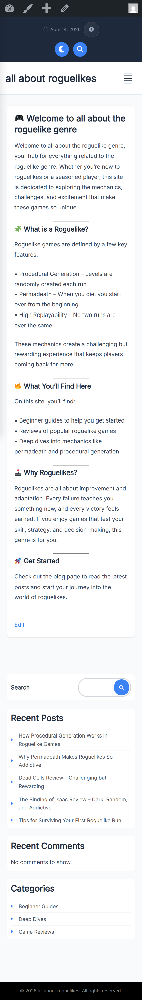 April 14, 2026
all about roguelikes
Welcome to all about the
roguelike genre
Welcome to all about the roguelike genre,
your hub for everything related to the
roguelike genre. Whether you’re new to
roguelikes or a seasoned player, this site
is dedicated to exploring the mechanics,
challenges, and excitement that make
these games so unique.
What is a Roguelike?
Roguelike games are defined by a few key
features:
• Procedural Generation – Levels are
randomly created each run
• Permadeath – When you die, you start
over from the beginning
• High Replayability – No two runs are
ever the same
These mechanics create a challenging but
rewarding experience that keeps players
coming back for more.
What You’ll Find Here
On this site, you’ll find:
• Beginner guides to help you get started
• Reviews of popular roguelike games
• Deep dives into mechanics like
permadeath and procedural generation
Why Roguelikes?
Roguelikes are all about improvement and
adaptation. Every failure teaches you
something new, and every victory feels
earned. If you enjoy games that test your
skill, strategy, and decision-making, this
genre is for you.
Get Started
Check out the blog page to read the latest
posts and start your journey into the
world of roguelikes.
Edit
Search
Recent Posts
How Procedural Generation Works in
Roguelike Games
Why Permadeath Makes Roguelikes So
Addictive
Dead Cells Review – Challenging but
Rewarding
The Binding of Isaac Review – Dark, Random,
and Addictive
Tips for Surviving Your First Roguelike Run
Recent Comments
No comments to show.
Categories
Beginner Guides
Deep Dives
Game Reviews
© 2026 all about roguelikes. All rights reserved.